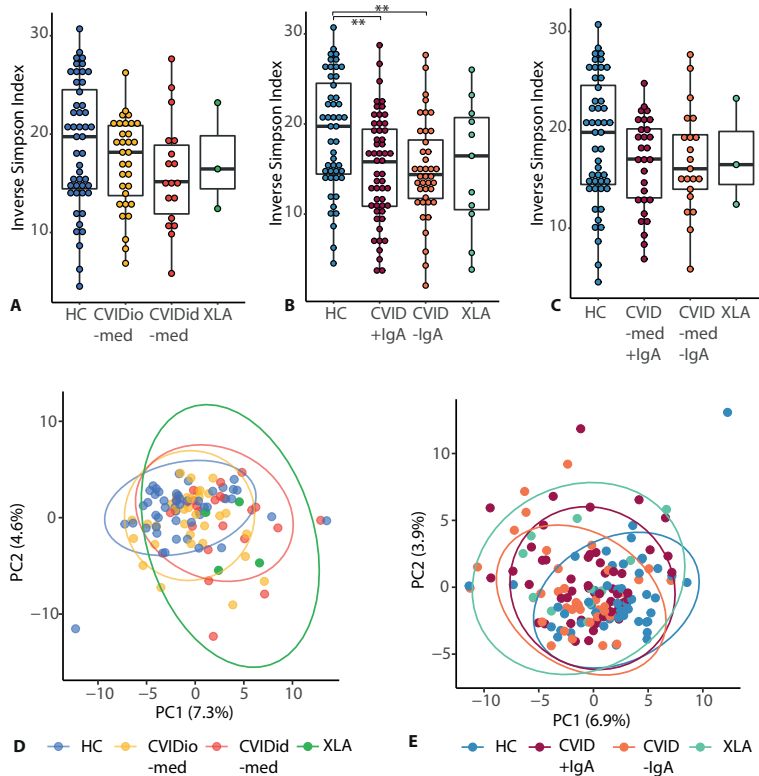 Inverse Simpson Index
30
20
10
A
HC CVIDio CVIDid XLA
-med -med
Inverse Simpson Index
**
**
30
20
10
B
HC CVID CVID XLA
+IgA -IgA
Inverse Simpson Index
30
20
10
C
HC CVID CVID XLA
-med -med
+IgA -IgA
PC2 (4.6%)
10
0
−10
−10 −5 0 5 10
PC1 (7.3%)
D HC CVIDio CVIDid XLA
-med -med
PC2 (3.9%)
10
5
0
−5
−10 −5 0 5 10
PC1 (6.9%)
E HC CVID CVID XLA
+IgA -IgA